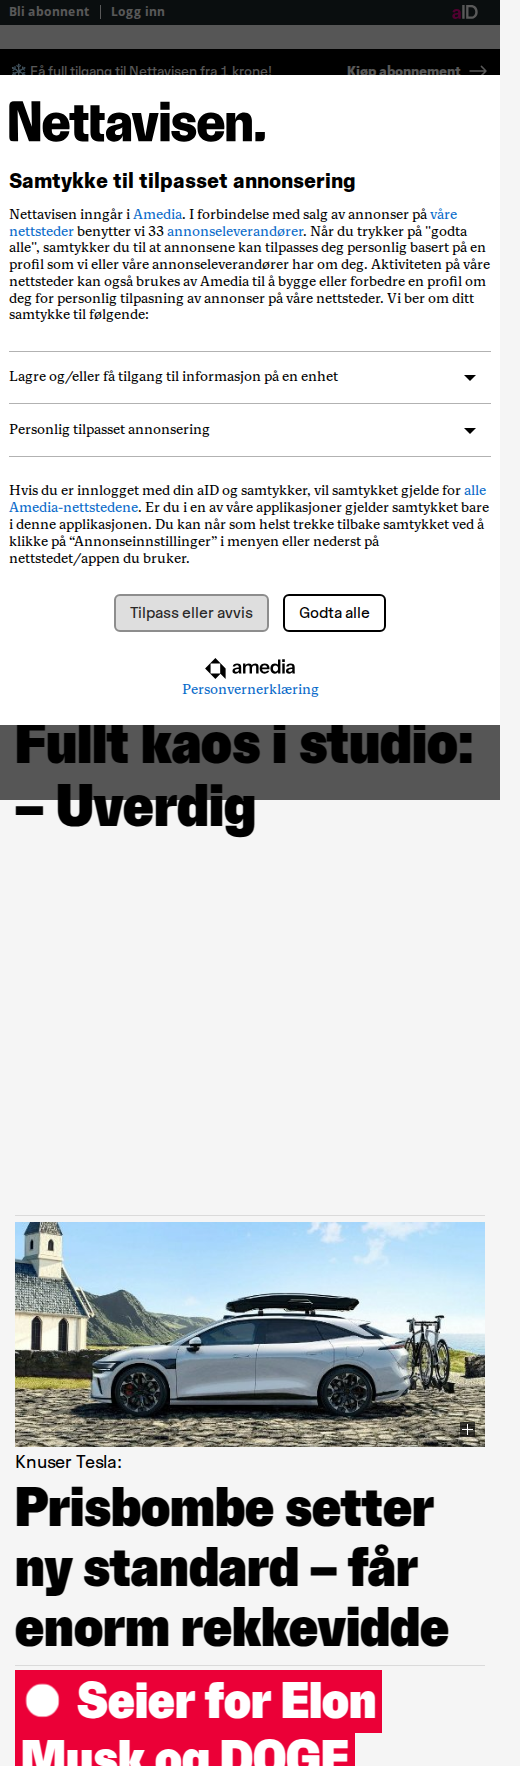 Bli abonnent | Logg inn
aID
Få full tilgang til Nettavisen fra 1 krone!
Kjøp abonnement
Nettavisen.
Samtykke til tilpasset annonsering
Nettavisen inngår i Amedia. I forbindelse med salg av annonser på våre
nettsteder benytter vi 33 annonseleverandører. Når du trykker på "godta
alle", samtykker du til at annonsene kan tilpasses deg personlig basert på en
profil som vi eller våre annonseleverandører har om deg. Aktiviteten på våre
nettsteder kan også brukes av Amedia til å bygge eller forbedre en profil om
deg for personlig tilpasning av annonser på våre nettsteder. Vi ber om ditt
samtykke til følgende:
Lagre og/eller få tilgang til informasjon på en enhet
Personlig tilpasset annonsering
Hvis du er innlogget med din aID og samtykker, vil samtykket gjelde for alle
Amedia-nettstedene. Er du i en av våre applikasjoner gjelder samtykket bare
i denne applikasjonen. Du kan når som helst trekke tilbake samtykket ved å
klikke på “Annonseinnstillinger” i menyen eller nederst på
nettstedet/appen du bruker.
Tilpass eller avvis
Godta alle
amedia
Personvernerklæring
Fullt kaos i studio:
– Uverdig
Knuser Tesla:
Prisbombe setter
ny standard – får
enorm rekkevidde
Seier for Elon
Musk og DOGE